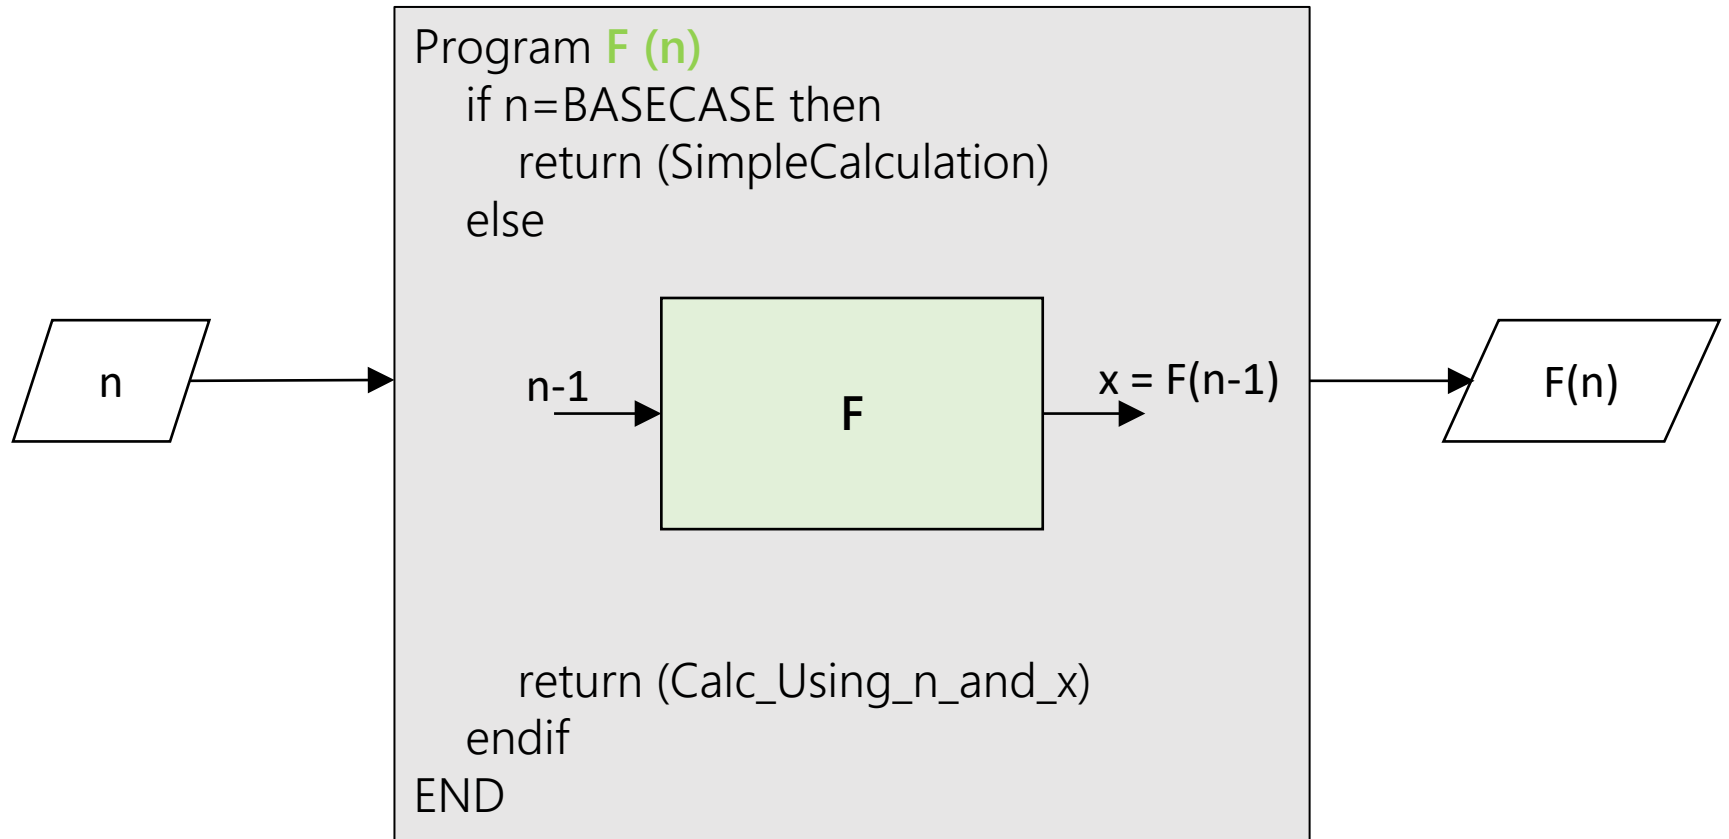 Program F (n)
if n=BASECASE then
return (SimpleCalculation)
else
n
n-1
F
x = F(n-1)
F(n)
return (Calc_Using_n_and_x)
endif
END